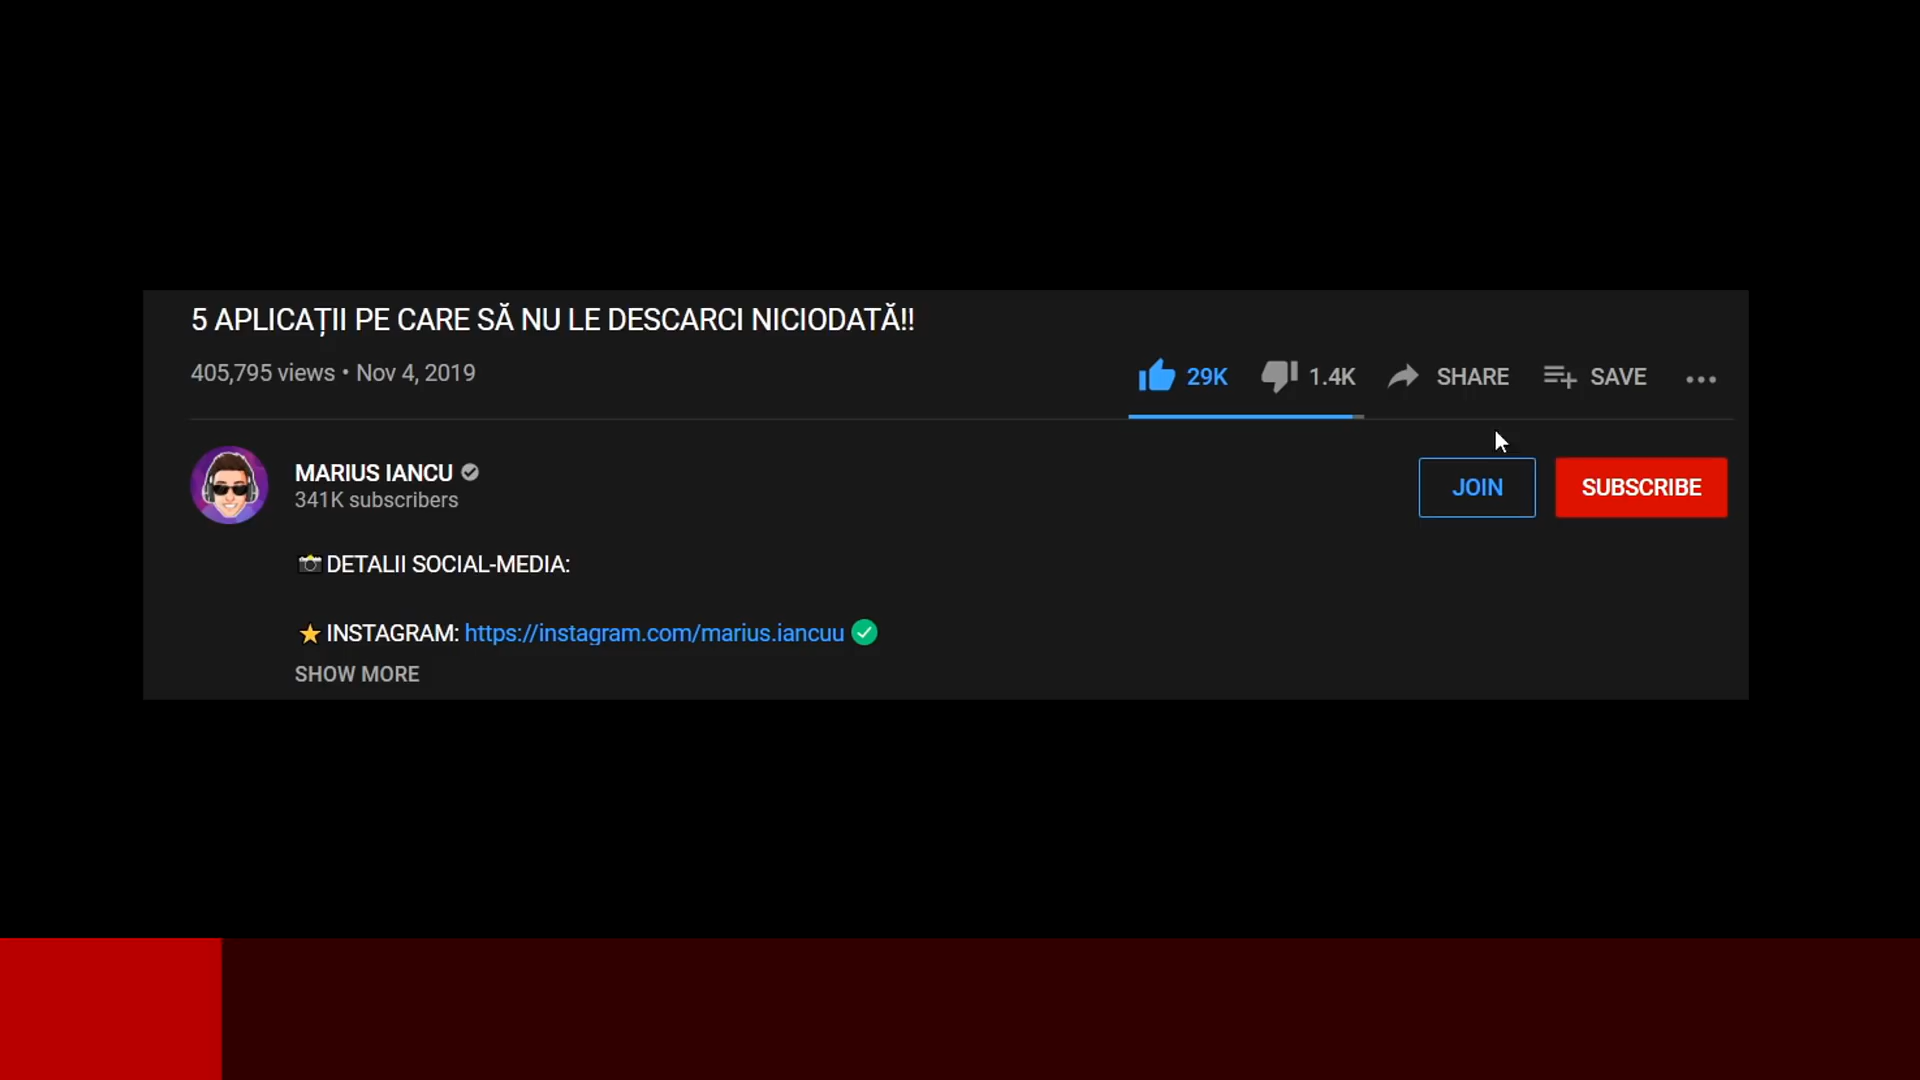 5 APLICAȚII PE CARE SĂ NU LE DESCARCI NICIODATĂ!!
405,795 views • Nov 4, 2019
29K 1.4K SHARE SAVE
MARIUS IANCU
341K subscribers
JOIN SUBSCRIBE
DETALII SOCIAL-MEDIA:
INSTAGRAM: https://instagram.com/marius.iancuu
SHOW MORE